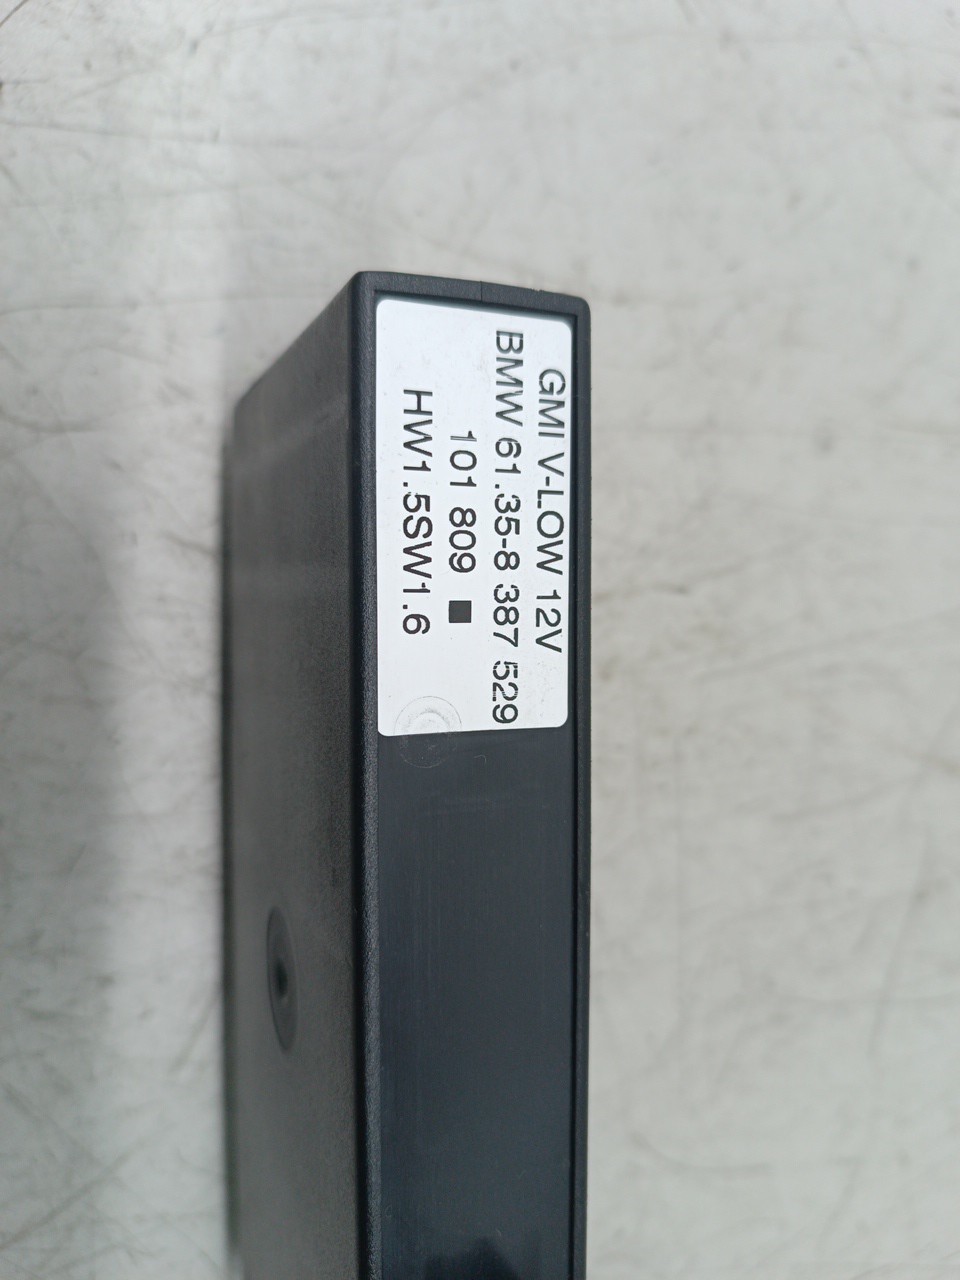 GMI V-LOW 12V
BMW 61.35-8 387 529
101 809 ■
HW1.5SW1.6